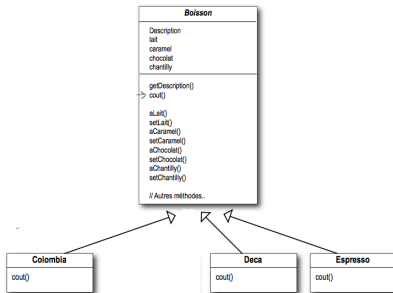 Boisson
Description
lait
caramel
chocolat
chantilly
getDescription()
cout()
aLait()
setLait()
aCaramel()
setCaramel()
aChocolat()
setChocolat()
aChantilly()
setChantilly()
// Autres méthodes..
Colombia
cout()
Deca
cout()
Espresso
cout()